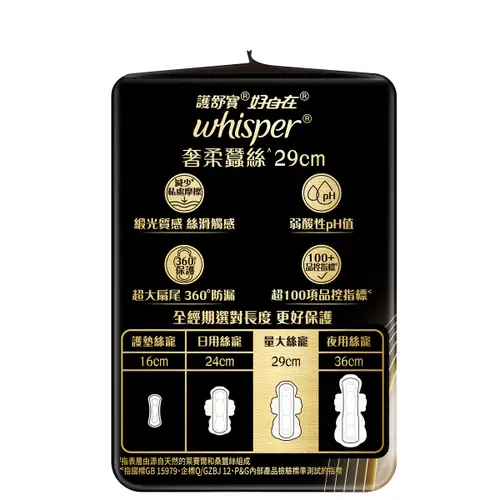 護舒寶® 好自在®
whisper®
奢柔蠶絲^29cm
減少*
私處摩擦
pH
緞光質感 絲滑觸感
弱酸性pH值
360°
保護
100+
品控指標<
超大扇尾 360°防漏
超100項品控指標<
全經期選對長度 更好保護
護墊絲寵 日用絲寵 量大絲寵 夜用絲寵
16cm 24cm 29cm 36cm
^指表層由源自天然的萊賽爾和桑蠶絲組成
<指國標GB 15979、企標Q/GZBJ 12、P&G內部產品檢驗標準測試的指標